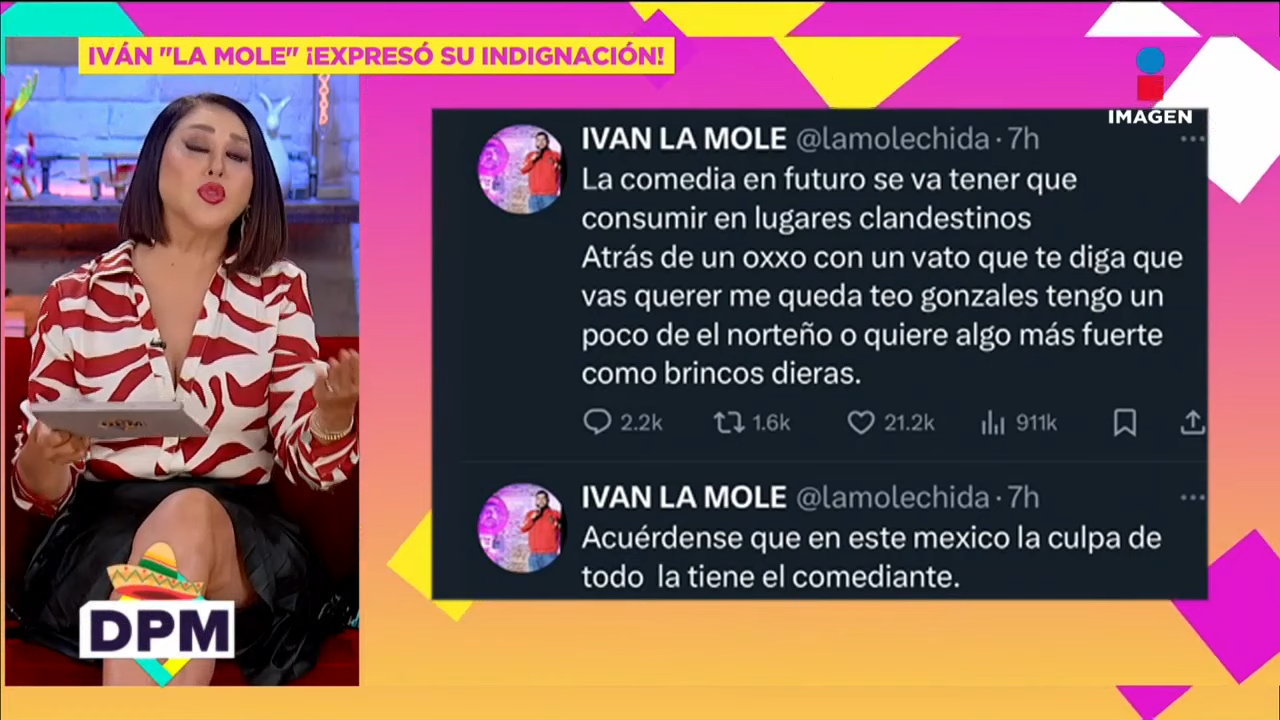 IVÁN "LA MOLE" ¡EXPRESÓ SU INDIGNACIÓN!
IMAGEN
IVAN LA MOLE @lamolechida · 7h
La comedia en futuro se va tener que
consumir en lugares clandestinos
Atrás de un oxxo con un vato que te diga que
vas querer me queda teo gonzales tengo un
poco de el norteño o quiere algo más fuerte
como brincos dieras.
2.2k 1.6k 21.2k 911k
IVAN LA MOLE @lamolechida · 7h
Acuérdense que en este mexico la culpa de
todo la tiene el comediante.
DPM